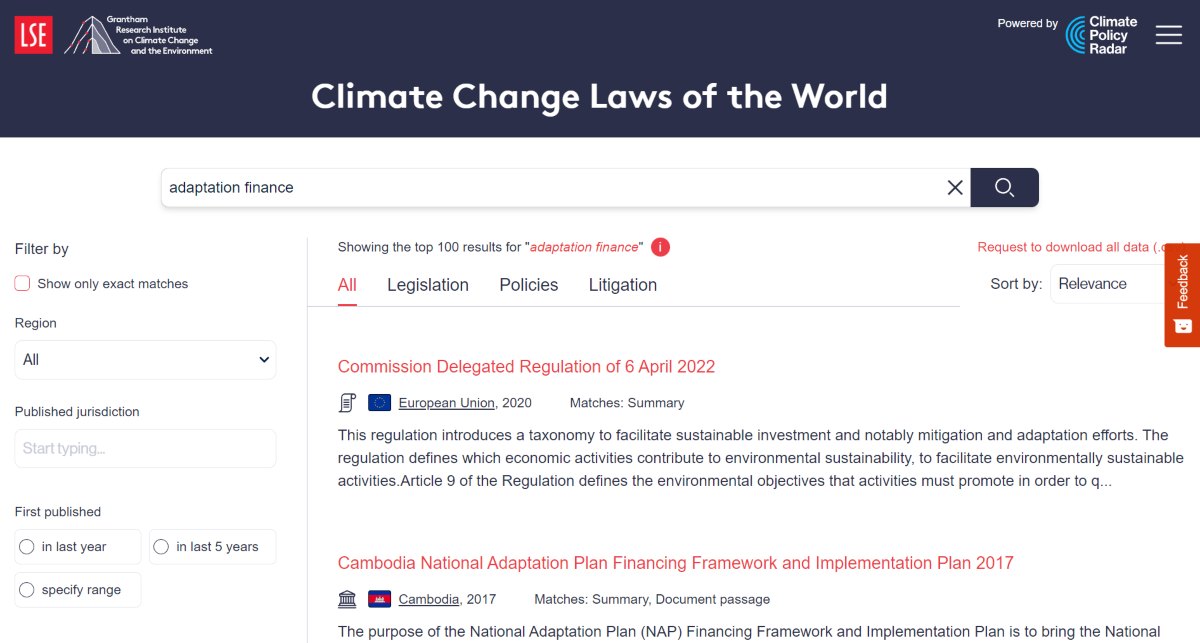 LSE
Grantham
Research Institute
on Climate Change
and the Environment
Powered by
Climate
Policy
Radar
Climate Change Laws of the World
adaptation finance
Filter by
Show only exact matches
Region
All
Published jurisdiction
Start typing...
First published
in last year
in last 5 years
specify range
Showing the top 100 results for "adaptation finance"
i
Request to download all data
Sort by: Relevance
Feedback
All Legislation Policies Litigation
Commission Delegated Regulation of 6 April 2022
European Union, 2020 Matches: Summary
This regulation introduces a taxonomy to facilitate sustainable investment and notably mitigation and adaptation efforts. The
regulation defines which economic activities contribute to environmental sustainability, to facilitate environmentally sustainable
activities.Article 9 of the Regulation defines the environmental objectives that activities must promote in order to q...
Cambodia National Adaptation Plan Financing Framework and Implementation Plan 2017
Cambodia, 2017 Matches: Summary, Document passage
The purpose of the National Adaptation Plan (NAP) Financing Framework and Implementation Plan is to bring the National